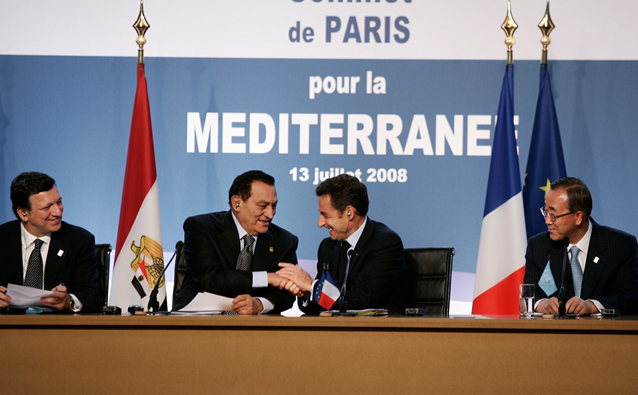 de PARIS
pour la
MEDITERRANEE
13 juillet 2008